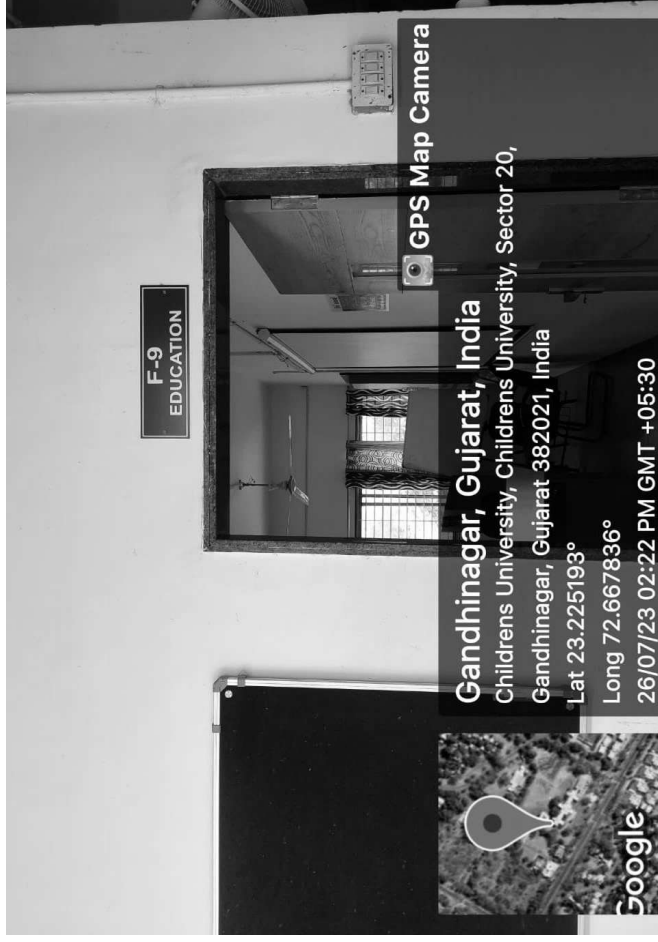 F-9
EDUCATION
GPS Map Camera
Gandhinagar, Gujarat, India
Childrens University, Childrens University, Sector 20,
Gandhinagar, Gujarat 382021, India
Lat 23.225193°
Long 72.667836°
26/07/23 02:22 PM GMT +05:30
Google